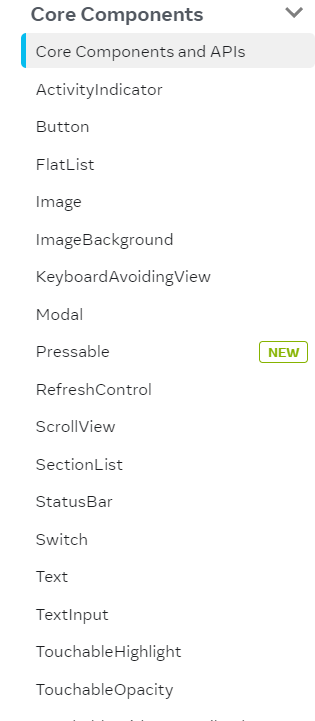 Core Components
Core Components and APIs
ActivityIndicator
Button
FlatList
Image
ImageBackground
KeyboardAvoidingView
Modal
Pressable NEW
RefreshControl
ScrollView
SectionList
StatusBar
Switch
Text
TextInput
TouchableHighlight
TouchableOpacity